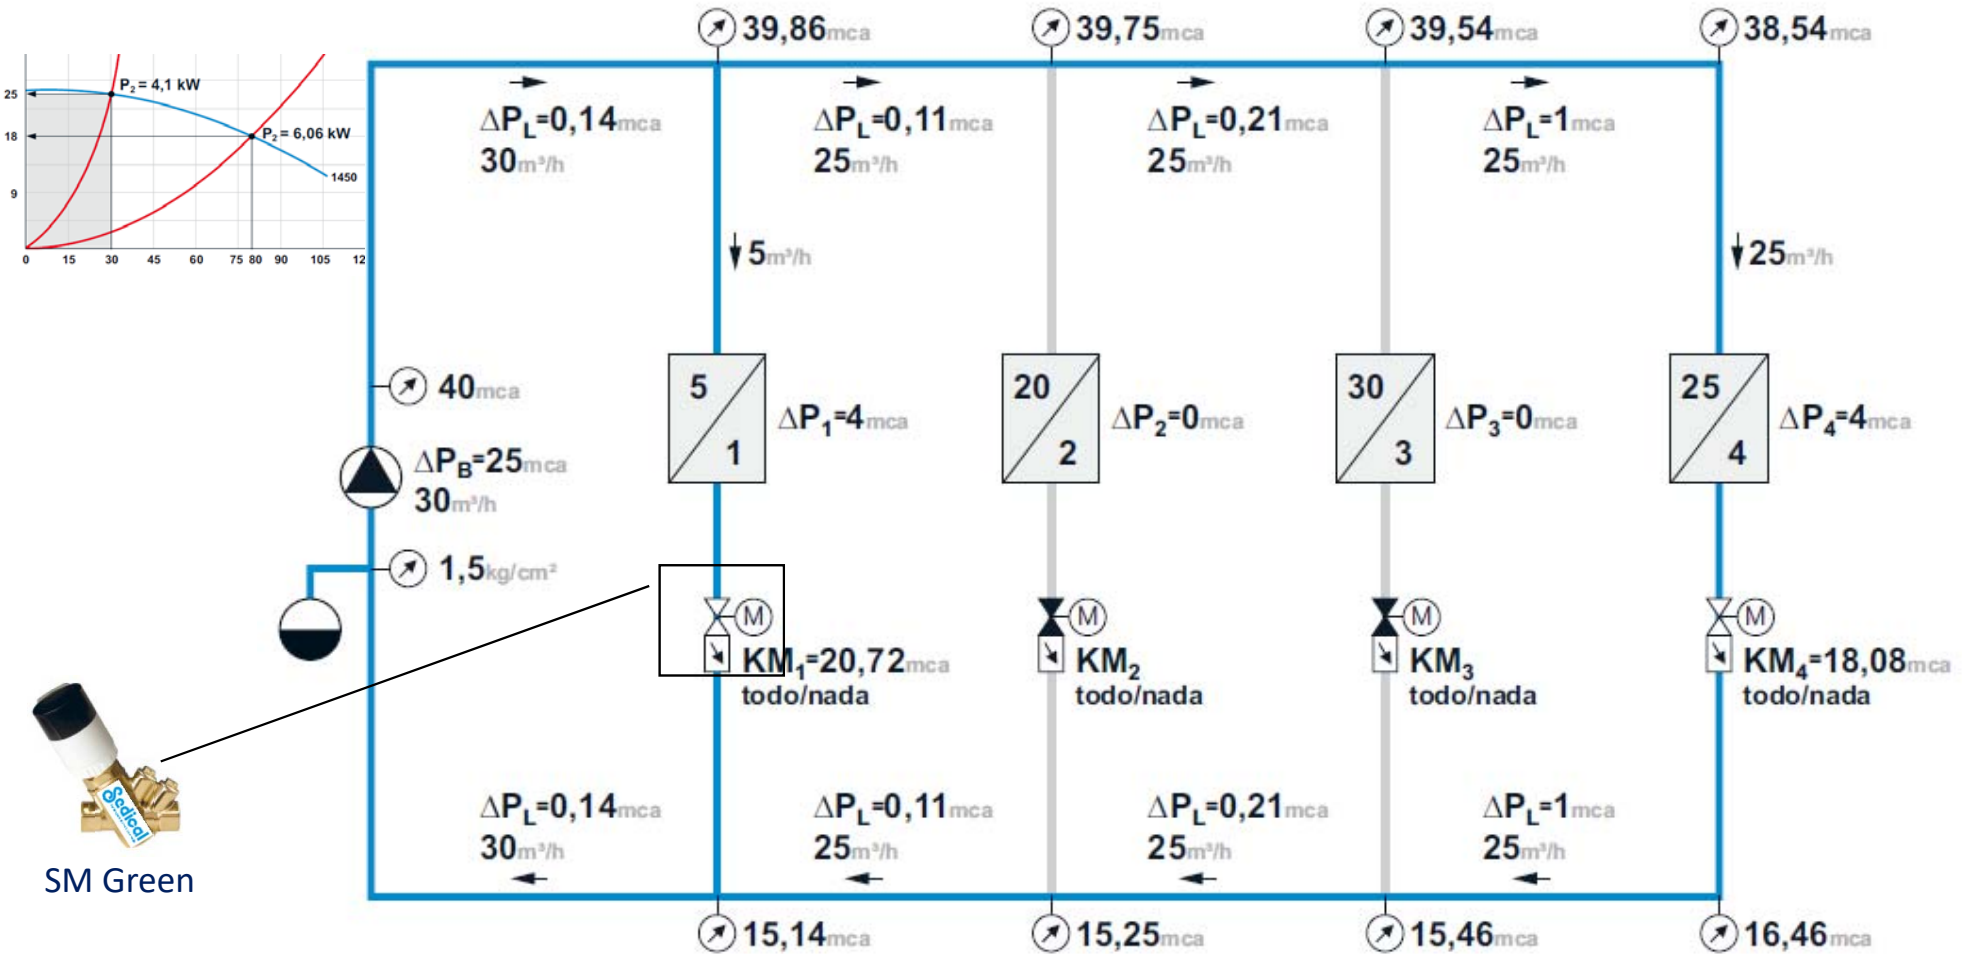 39,86mca
39,75mca
39,54mca
38,54mca
25
18
9
P2 = 4,1 kW
P2 = 6,06 kW
1450
0 15 30 45 60 75 80 90 105 12
ΔPL=0,14mca
30m³/h
ΔPL=0,11mca
25m³/h
ΔPL=0,21mca
25m³/h
ΔPL=1mca
25m³/h
5m³/h
25m³/h
40mca
ΔPB=25mca
30m³/h
1,5kg/cm²
5
1
ΔP1=4mca
20
2
ΔP2=0mca
30
3
ΔP3=0mca
25
4
ΔP4=4mca
M
KM1=20,72mca
todo/nada
M
KM2
todo/nada
M
KM3
todo/nada
M
KM4=18,08mca
todo/nada
Sedical
SM Green
ΔPL=0,14mca
30m³/h
ΔPL=0,11mca
25m³/h
ΔPL=0,21mca
25m³/h
ΔPL=1mca
25m³/h
15,14mca
15,25mca
15,46mca
16,46mca